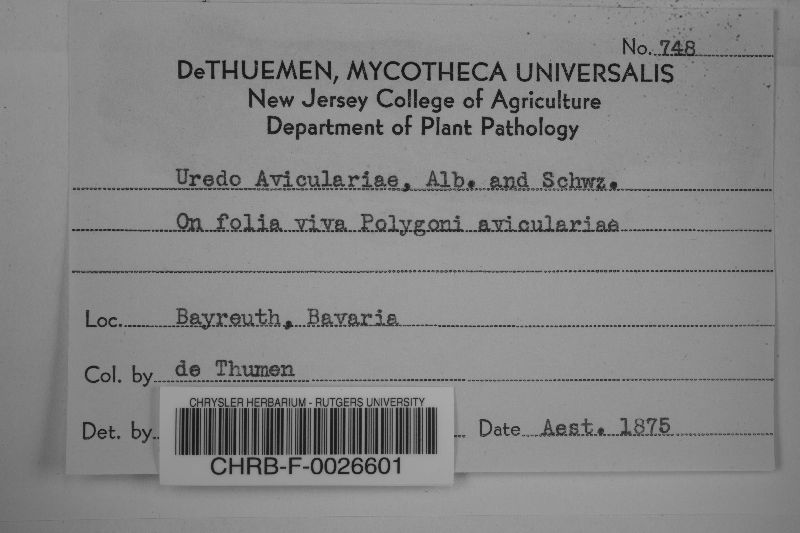 No. 748
DeTHUEMEN, MYCOTHECA UNIVERSALIS
New Jersey College of Agriculture
Department of Plant Pathology
Uredo Aviculariae, Alb. and Schwz.
On folia viva Polygoni aviculariae
Loc. Bayreuth, Bavaria
Col. by de Thumen
Det. by
Date Aest. 1875
CHRYSLER HERBARIUM - RUTGERS UNIVERSITY
CHRB-F-0026601